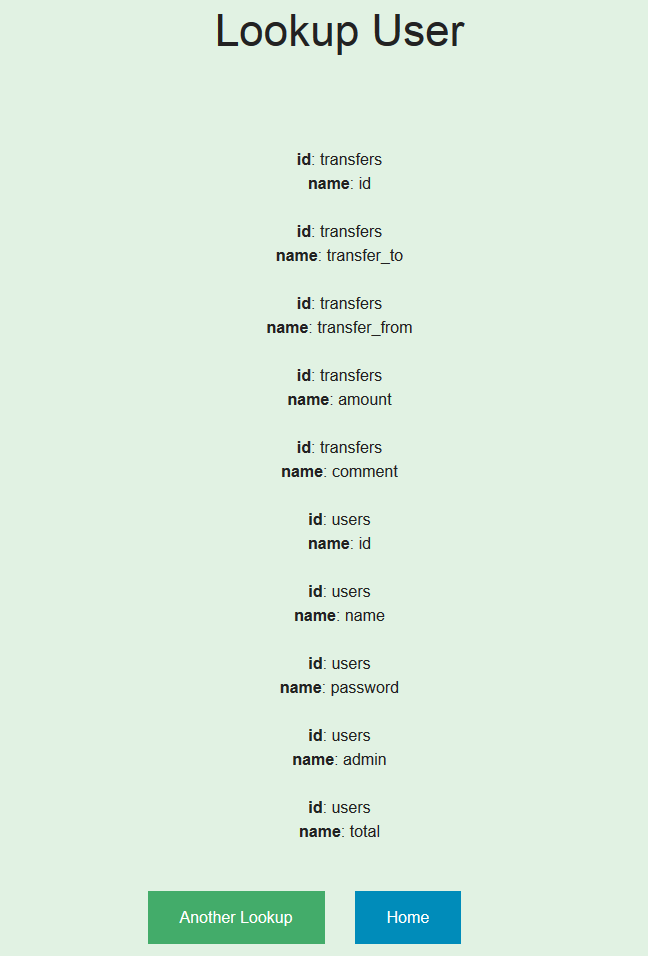 Lookup User
id: transfers
name: id
id: transfers
name: transfer_to
id: transfers
name: transfer_from
id: transfers
name: amount
id: transfers
name: comment
id: users
name: id
id: users
name: name
id: users
name: password
id: users
name: admin
id: users
name: total
Another Lookup
Home